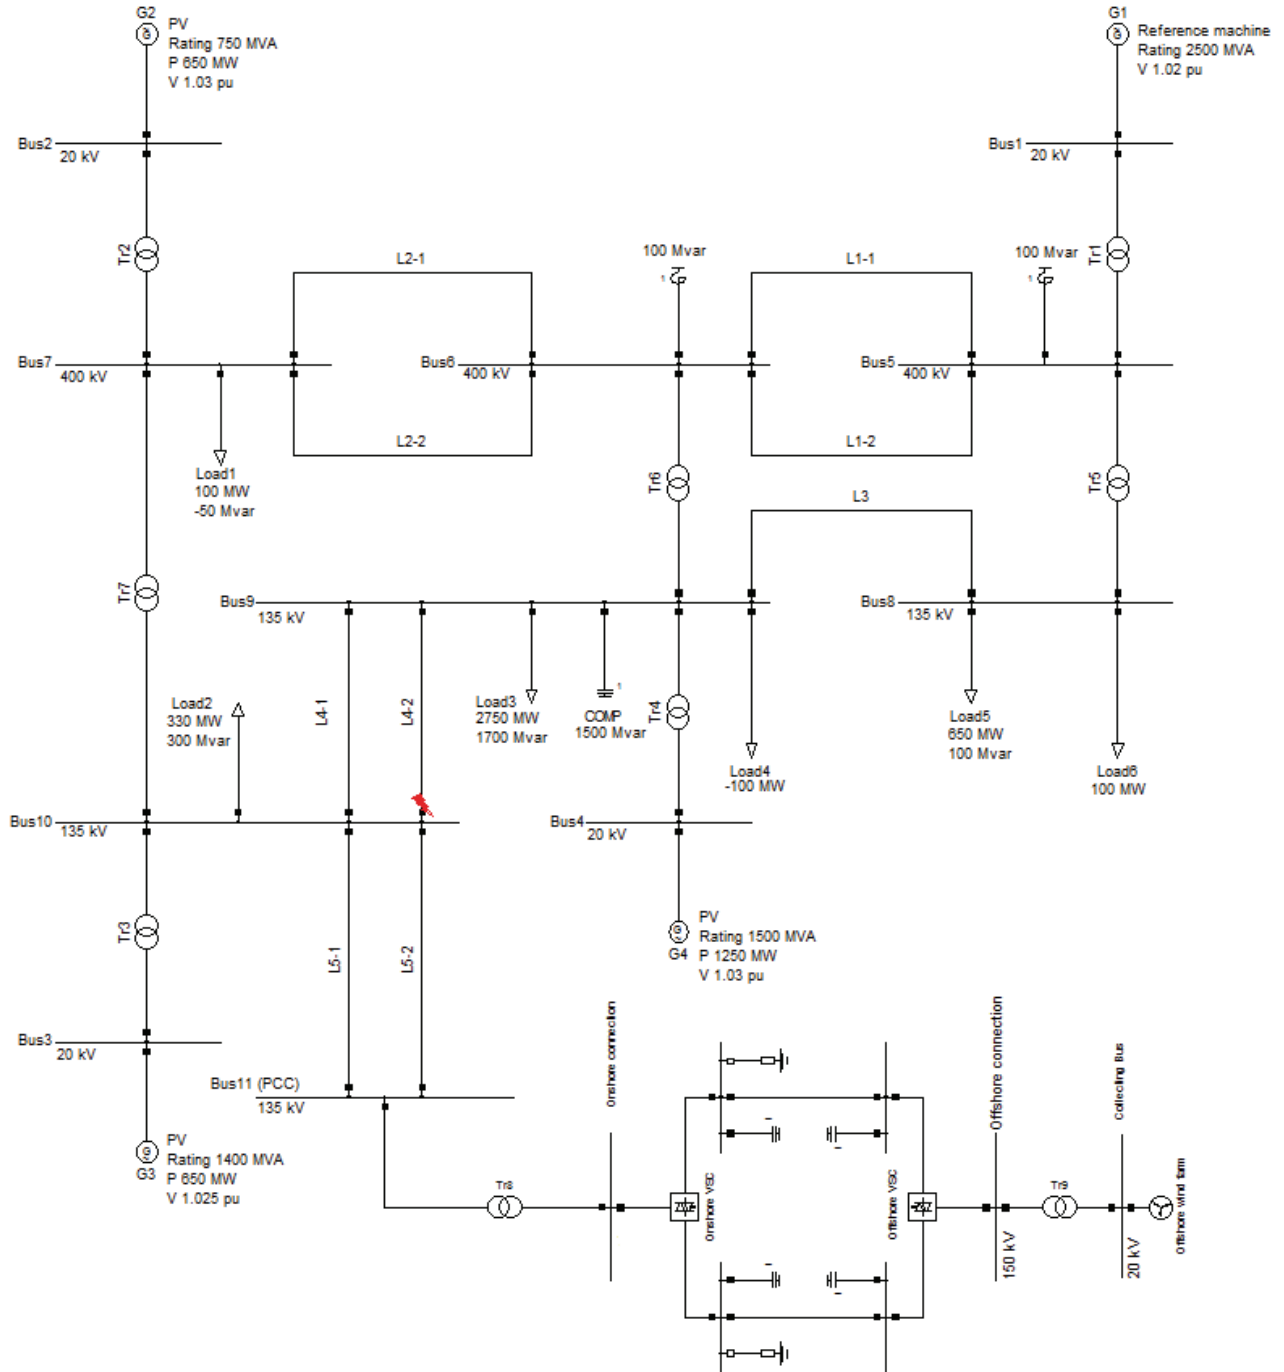 G2
PV
Rating 750 MVA
P 650 MW
V 1.03 pu
G1
Reference machine
Rating 2500 MVA
V 1.02 pu
Bus2
20 kV
Bus1
20 kV
Tr2
L2-1
100 Mvar
1
L1-1
100 Mvar
1
Tr1
Bus7
400 kV
Bus6
400 kV
Bus5
400 kV
L2-2
L1-2
Load1
100 MW
-50 Mvar
Tr6
Tr5
L3
Tr7
Bus9
135 kV
Bus8
135 kV
Load2
330 MW
300 Mvar
L4-1
L4-2
Load3
2750 MW
1700 Mvar
1
COMP
1500 Mvar
Tr4
Load4
-100 MW
Load5
650 MW
100 Mvar
Load6
100 MW
Bus10
135 kV
Bus4
20 kV
Tr3
L5-1
L5-2
PV
Rating 1500 MVA
P 1250 MW
V 1.03 pu
G4
Bus3
20 kV
Bus11 (PCC)
135 kV
PV
Rating 1400 MVA
P 650 MW
V 1.025 pu
G3
Onshore connection
Offshore connection
Collecting Bus
Tr8
Onshore VSC
Offshore VSC
Tr9
150 kV
20 kV
Offshore wind farm